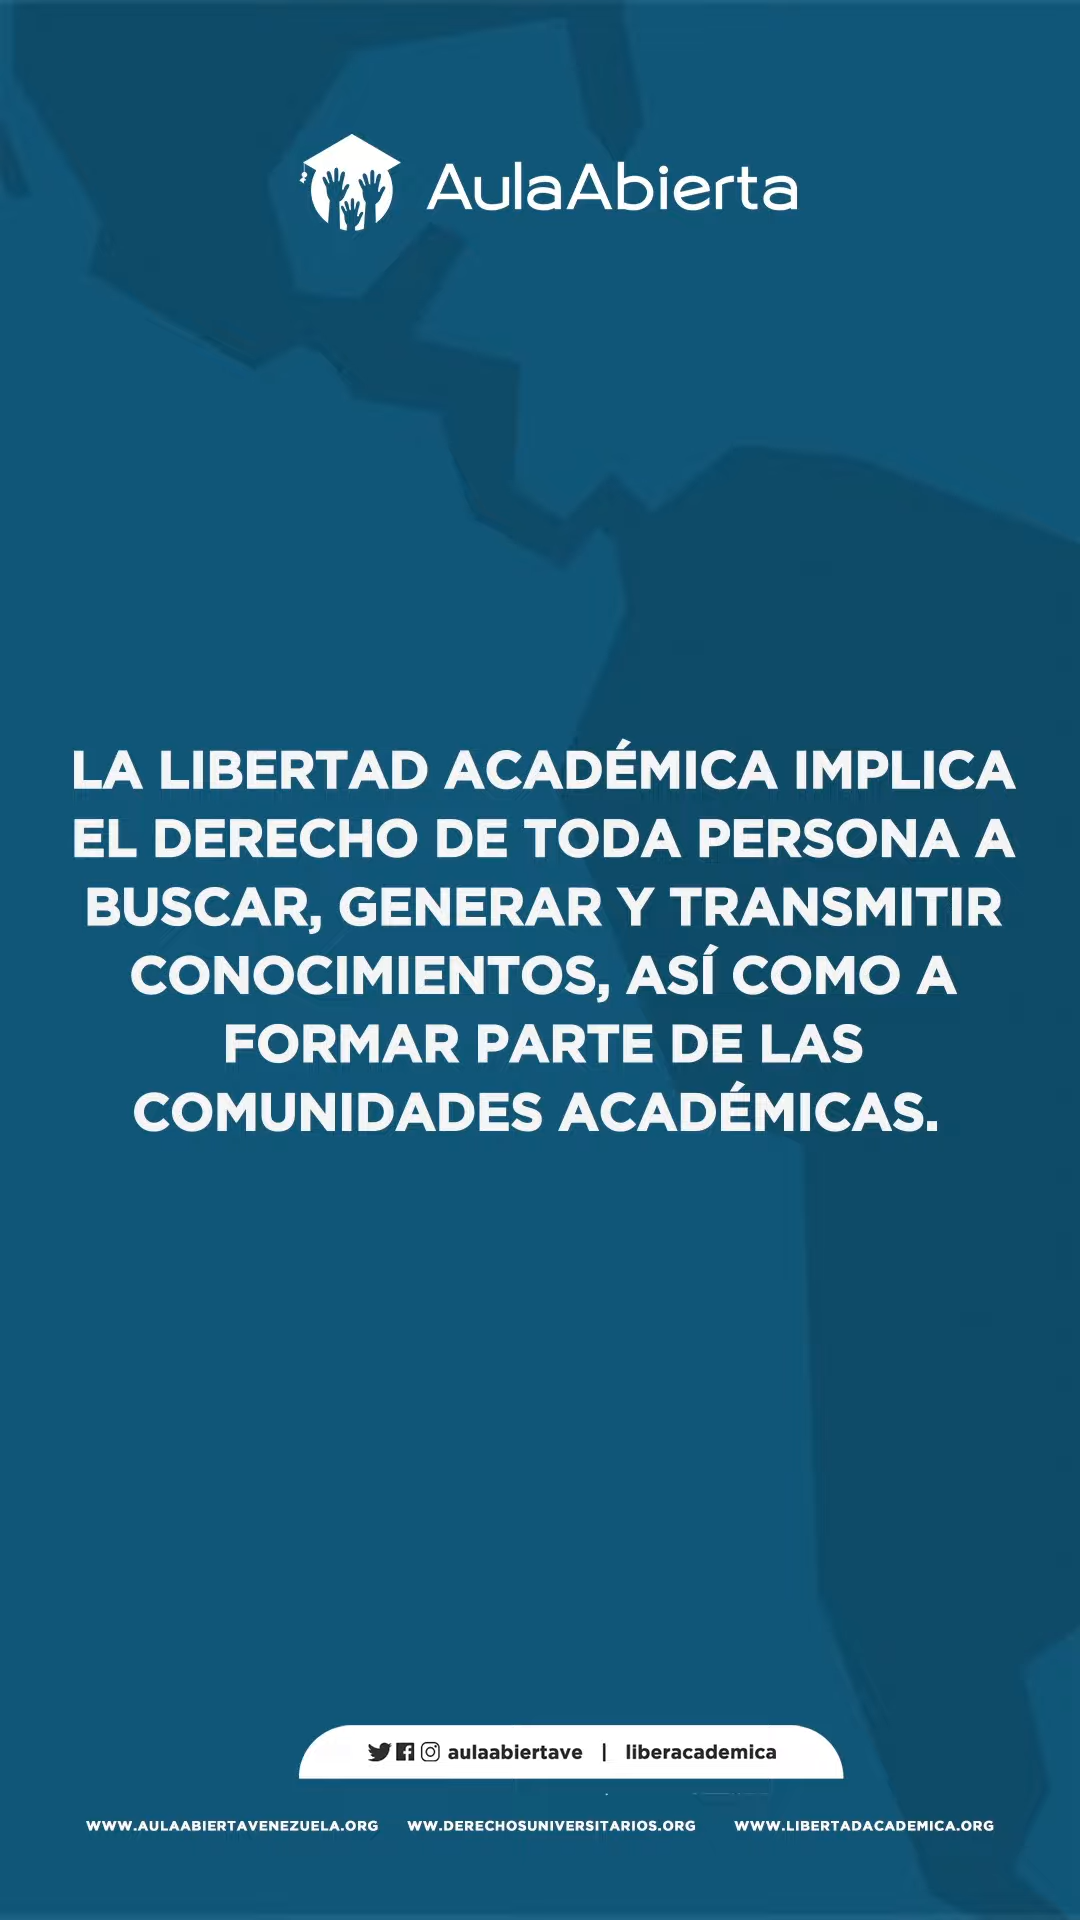 AulaAbierta
LA LIBERTAD ACADÉMICA IMPLICA
EL DERECHO DE TODA PERSONA A
BUSCAR, GENERAR Y TRANSMITIR
CONOCIMIENTOS, ASÍ COMO A
FORMAR PARTE DE LAS
COMUNIDADES ACADÉMICAS.
aulaabiertave | liberacademica
WWW.AULAABIERTAVENEZUELA.ORG WW.DERECHOSUNIVERSITARIOS.ORG WWW.LIBERTADACADEMICA.ORG